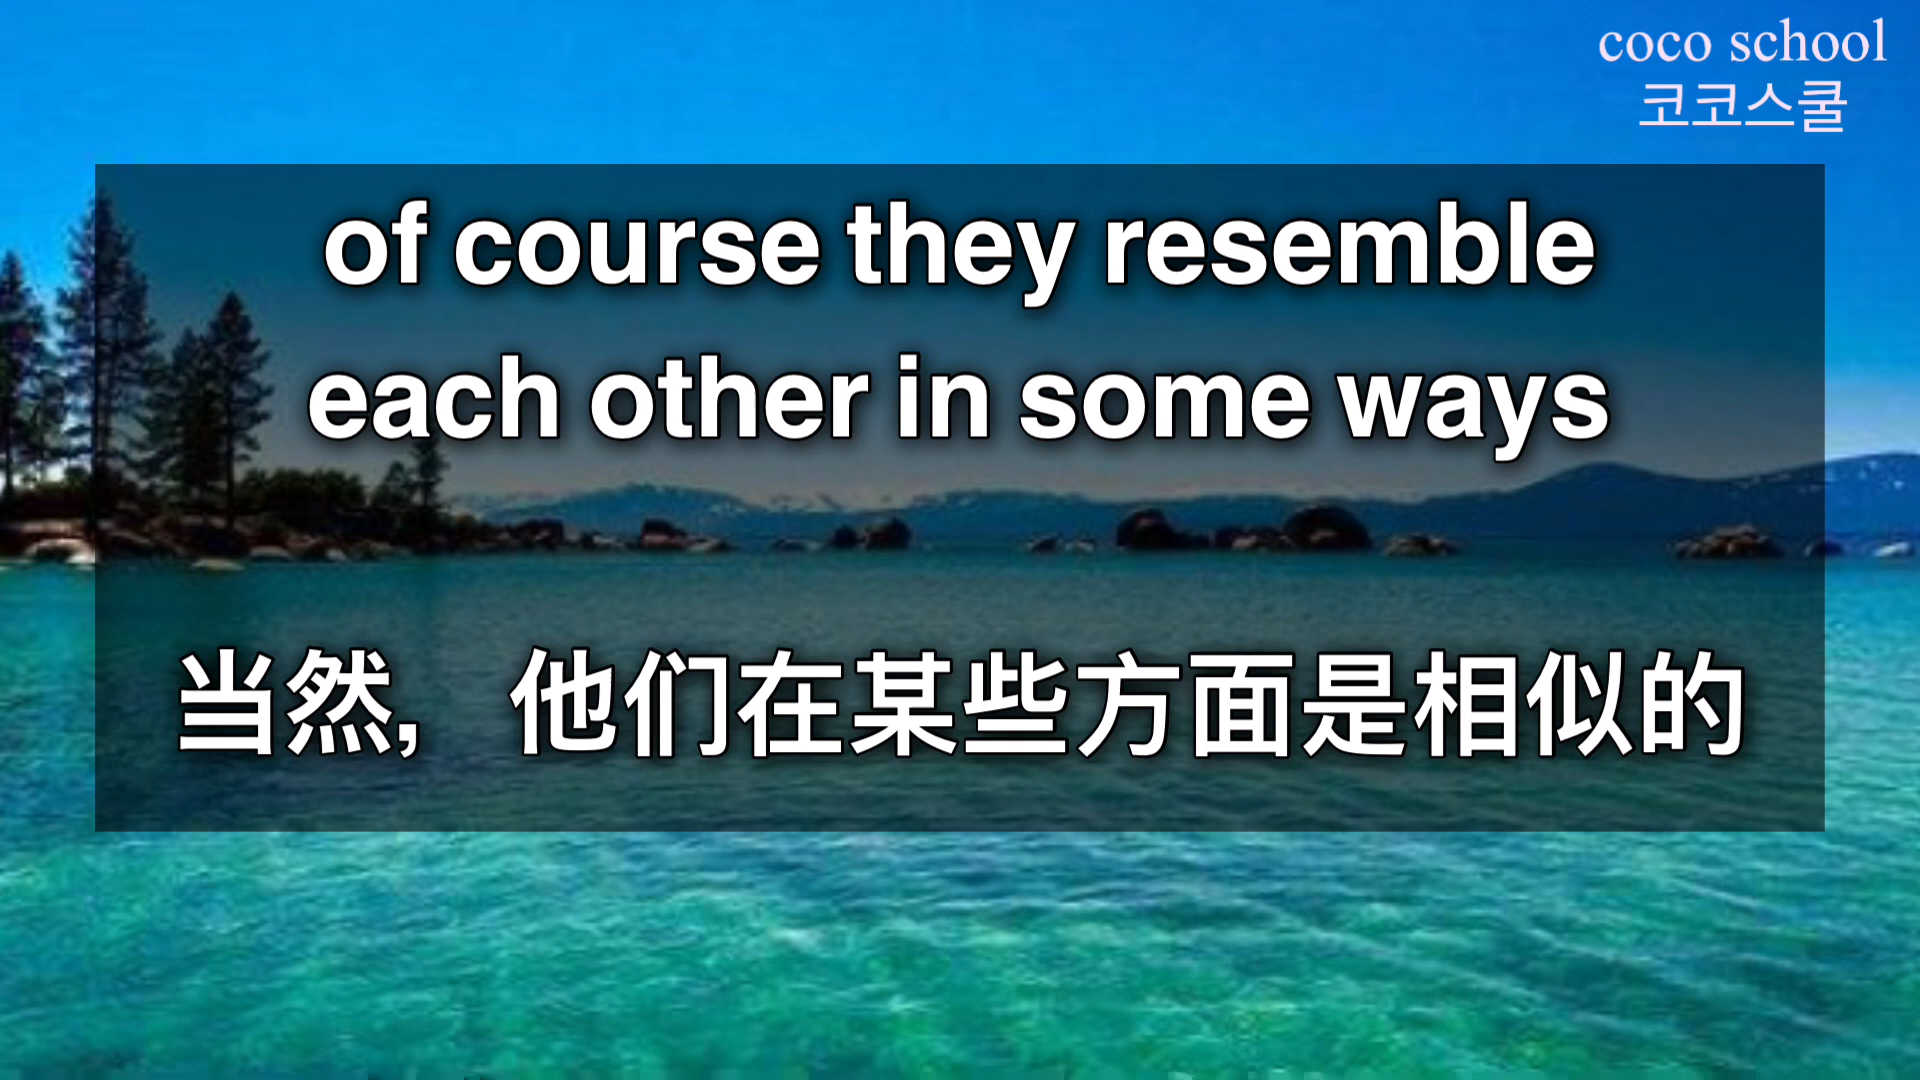 coco school
코코스쿨
of course they resemble
each other in some ways
当然, 他们在某些方面是相似的